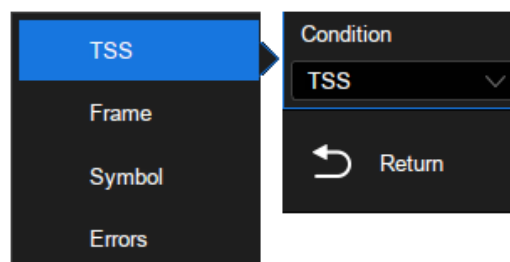 TSS
Frame
Symbol
Errors
Condition
TSS
Return